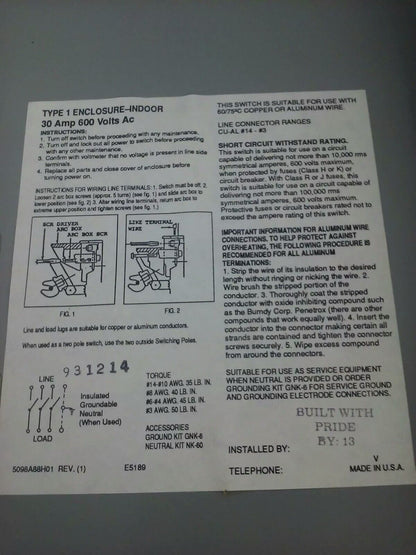 TYPE 1 ENCLOSURE-INDOOR
30 Amp 600 Volts Ac
INSTRUCTIONS:
1. Turn off switch before proceeding with any maintenance.
2. Turn off and lock out all power to switch before proceeding
with any other maintenance.
3. Confirm with voltmeter that no voltage is present in line side
terminals.
4. Replace all parts and close cover of enclosure before
turning power on.
INSTRUCTIONS FOR WIRING LINE TERMINALS: 1. Switch must be off. 2.
Loosen 2 arc box screws (approx. 5 turns) (see fig. 1) and slide arc box to
lower position (see fig. 2) 3. After wiring line terminals, return arc box to
extreme upper position and tighten screws (see fig. 1).
SCR DRIVER
ARC BOX
ARC BOX SCR
LINE TERMINAL
WIRE
FIG. 1
FIG. 2
Line and load lugs are suitable for copper or aluminum conductors.
When used as a two pole switch, use the two outside Switching Poles.
931214
LINE
Insulated
Groundable
Neutral
(When Used)
LOAD
TORQUE
#14-#10 AWG. 35 LB. IN.
#8 AWG. 40 LB. IN.
#6-#4 AWG. 45 LB. IN.
#3 AWG. 50 LB. IN.
ACCESSORIES
GROUND KIT GNK-6
NEUTRAL KIT NK-60
5098A88H01 REV. (1)
E5189
THIS SWITCH IS SUITABLE FOR USE WITH
60/75ºC COPPER OR ALUMINUM WIRE.
LINE CONNECTOR RANGES
CU-AL #14 - #3
SHORT CIRCUIT WITHSTAND RATING.
This switch is suitable for use on a circuit
capable of delivering not more than 10,000 rms
symmetrical amperes, 600 volts maximum,
when protected by fuses (Class H or K) or
circuit breaker. With Class R or J fuses, this
switch is suitable for use on a circuit capable of
delivering not more than 100,000 rms
symmetrical amperes, 600 volts maximum.
Protective fuses or circuit breakers rated not to
exceed the ampere rating of this switch.
IMPORTANT INFORMATION FOR ALUMINUM WIRE
CONNECTIONS. TO HELP PROTECT AGAINST
OVERHEATING, THE FOLLOWING PROCEDURE IS
RECOMMENDED FOR ALL ALUMINUM
TERMINATIONS:
1. Strip the wire of its insulation to the desired
length without ringing or nicking the wire. 2.
Wire brush the stripped portion of the
conductor. 3. Thoroughly coat the stripped
conductor with oxide inhibiting compound such
as the Burndy Corp. Penetrox (there are other
compounds that work equally well). 4. Insert the
conductor into the connector making certain all
strands are contained and tighten the connector
screws securely. 5. Wipe excess compound
from around the connectors.
SUITABLE FOR USE AS SERVICE EQUIPMENT
WHEN NEUTRAL IS PROVIDED OR ORDER
GROUNDING KIT GNK-6 FOR SERVICE GROUND
AND GROUNDING ELECTRODE CONNECTIONS.
BUILT WITH
PRIDE
BY: 13
INSTALLED BY:
TELEPHONE:
V
MADE IN U.S.A.